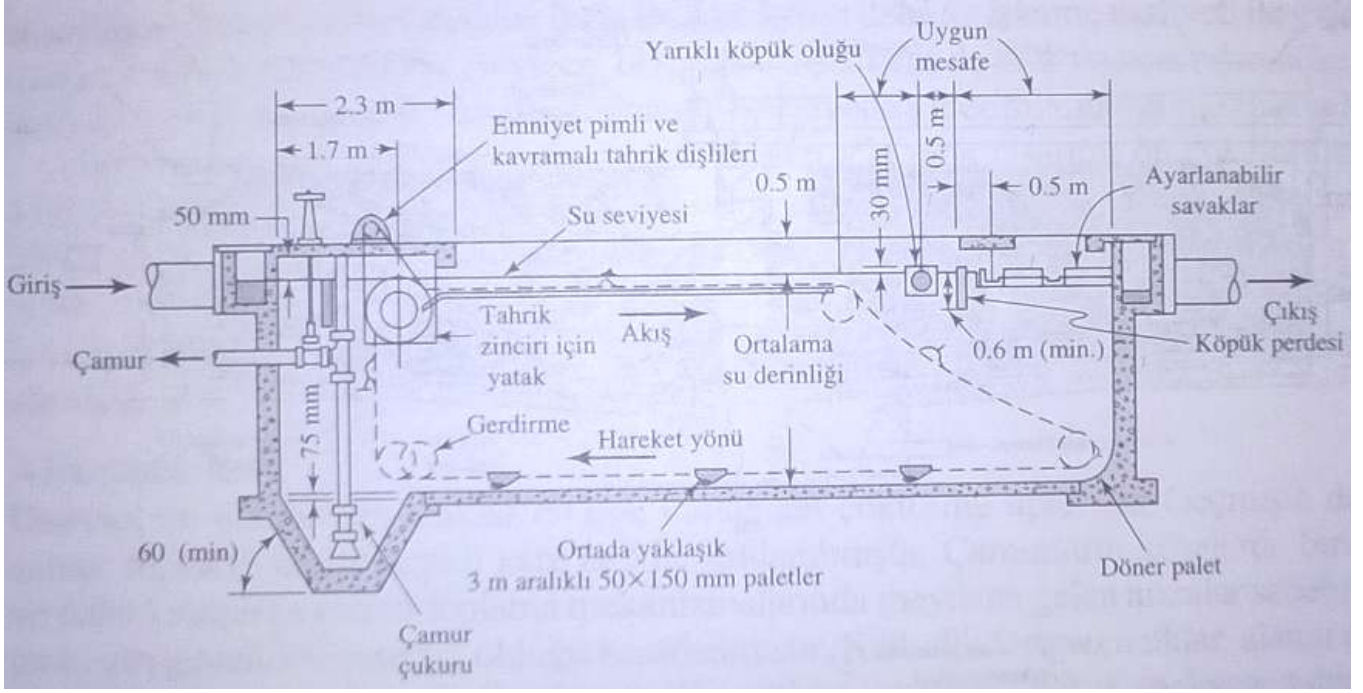 Yarıklı köpük oluğu
Uygun
mesafe
2.3 m
1.7 m
Emniyet pimli ve
kavramalı tahrik dişlileri
0.5 m
30 mm
0.5 m
0.5 m
Ayarlanabilir
savaklar
50 mm
Su seviyesi
Giriş
Çıkış
Tahrik
zinciri için
yatak
Akış
Ortalama
su derinliği
0.6 m (min.)
Köpük perdesi
Çamur
75 mm
Gerdirme
Hareket yönü
60 (min)
Ortada yaklaşık
3 m aralıklı 50×150 mm paletler
Döner palet
Çamur
çukuru